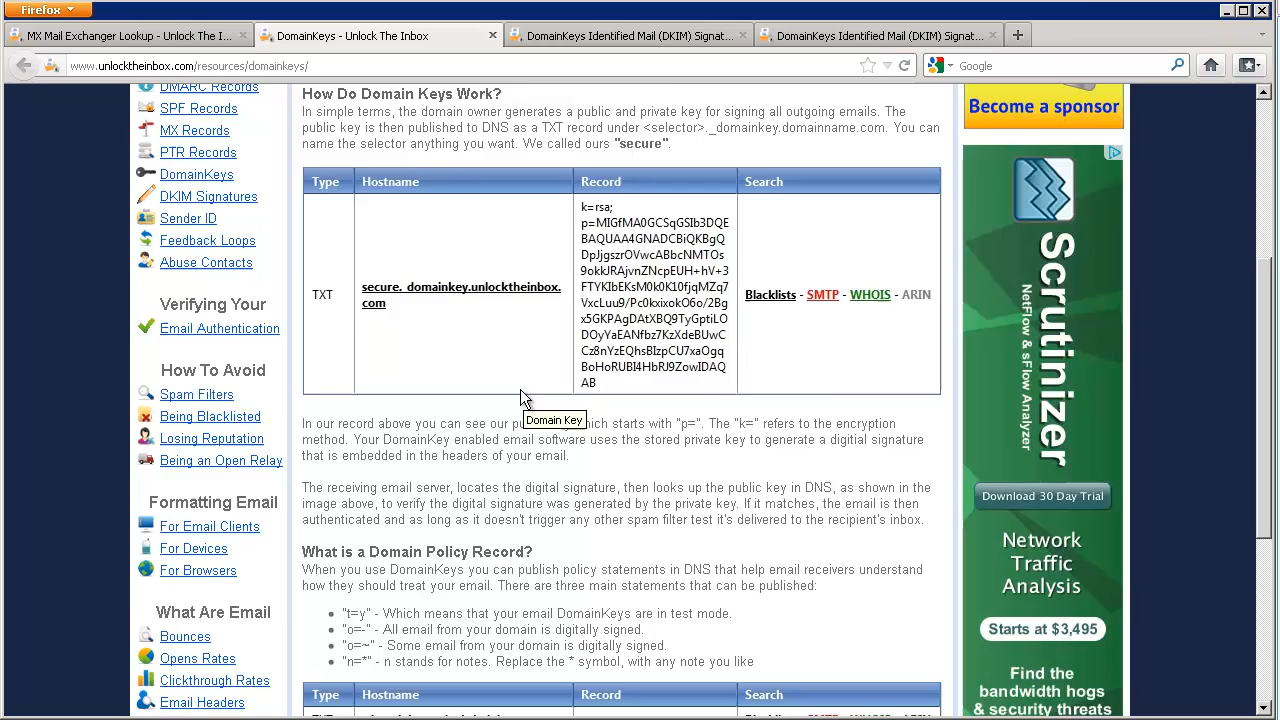 Firefox
MX Mail Exchanger Lookup - Unlock The I...
DomainKeys - Unlock The Inbox
DomainKeys Identified Mail (DKIM) Signat...
DomainKeys Identified Mail (DKIM) Signat...
www.unlocktheinbox.com/resources/domainkeys/
Google
DMARC Records
SPF Records
MX Records
PTR Records
DomainKeys
DKIM Signatures
Sender ID
Feedback Loops
Abuse Contacts
Verifying Your
Email Authentication
How To Avoid
Spam Filters
Being Blacklisted
Losing Reputation
Being an Open Relay
Formatting Email
For Email Clients
For Devices
For Browsers
What Are Email
Bounces
Opens Rates
Clickthrough Rates
Email Headers
How Do Domain Keys Work?
In simple terms, the domain owner generates a public and private key for signing all outgoing emails. The
public key is then published to DNS as a TXT record under <selector>._domainkey.domainname.com. You can
name the selector anything you want. We called ours "secure".
Type Hostname Record Search
TXT
secure._domainkey.unlocktheinbox.
com
k=rsa;
p=MIGfMA0GCSqGSIb3DQE
BAQUAA4GNADCBiQKBgQ
DpJjgszrOVwcABbcNMTOs
9okkJRAjvnZNcpEUH+hV+3
FTYKIbEKsM0k0K10fjqMZq7
VxcLuu9/Pc0kxixokO6o/2Bg
x5GKPAgDAtXBQ9TyGptiLO
DOyYaEANfbz7KzXdeBUwC
Cz8nYzEQhsBIzpCU7xaOgq
BoHoRUBI4HbRJ9ZowIDAQ
AB
Blacklists - SMTP - WHOIS - ARIN
Domain Key
In our record above you can see our which starts with "p=". The "k=" refers to the encryption
method. Your DomainKey enabled email software uses the stored private key to generate a digital signature
that is embedded in the headers of your email.
The receiving email server, locates the digital signature, then looks up the public key in DNS, as shown in the
image above, to verify the digital signature was generated by the private key. If it matches, the email is then
authenticated and as long as it doesn't trigger any other spam filter test it's delivered to the recipient's inbox.
What is a Domain Policy Record?
When you use DomainKeys you can publish policy statements in DNS that help email receivers understand
how they should treat your email. There are three main statements that can be published:
"t=y" - Which means that your email DomainKeys are in test mode.
"o=-" - All email from your domain is digitally signed.
"o=~" - Some email from your domain is digitally signed.
"n=*" - n stands for notes. Replace the * symbol, with any note you like
Type Hostname Record Search
Become a sponsor
Scrutinizer
NetFlow & sFlow Analyzer
Download 30 Day Trial
Network
Traffic
Analysis
Starts at $3,495
Find the
bandwidth hogs
& security threats